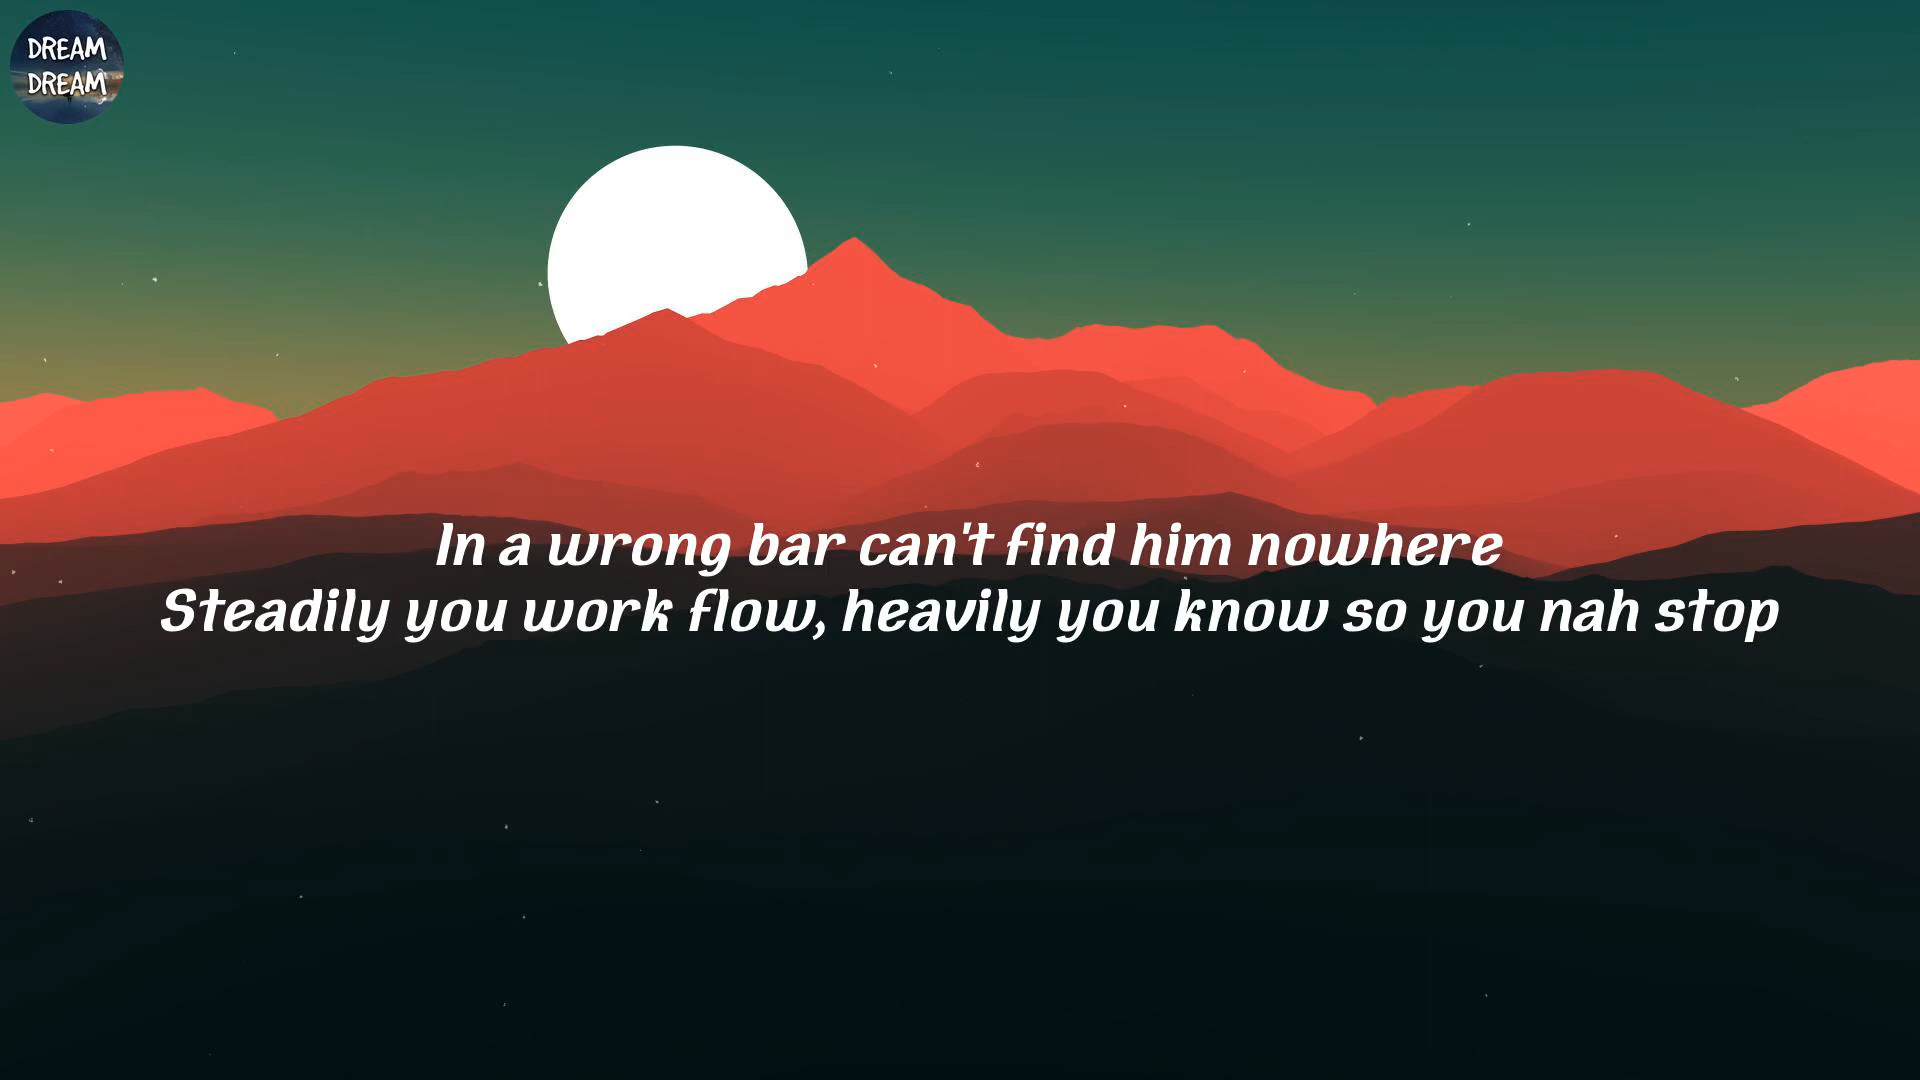 DREAM
DREAM
In a wrong bar can't find him nowhere
Steadily you work flow, heavily you know so you nah stop